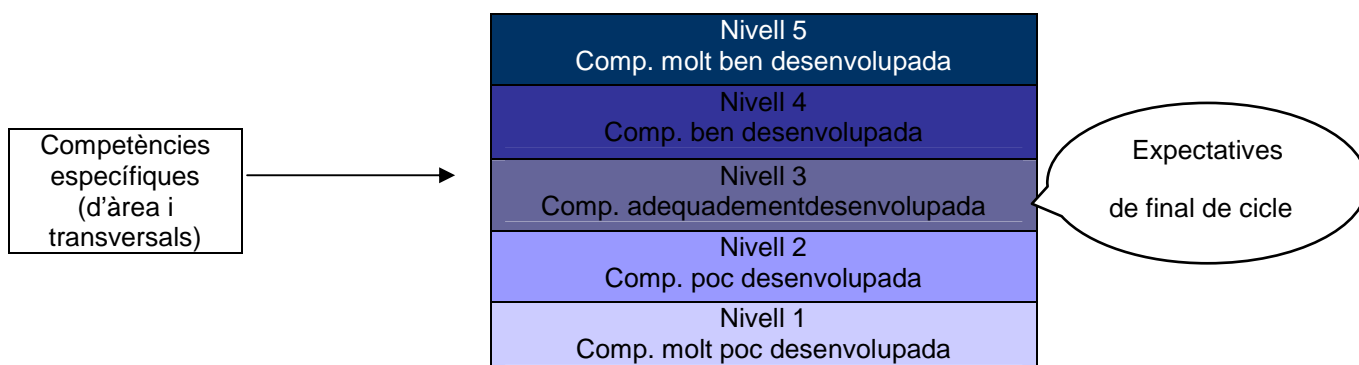 Competències
específiques
(d'àrea i
transversals)
Nivell 5
Comp. molt ben desenvolupada
Nivell 4
Comp. ben desenvolupada
Nivell 3
Comp. adequadementdesenvolupada
Nivell 2
Comp. poc desenvolupada
Nivell 1
Comp. molt poc desenvolupada
Expectatives
de final de cicle